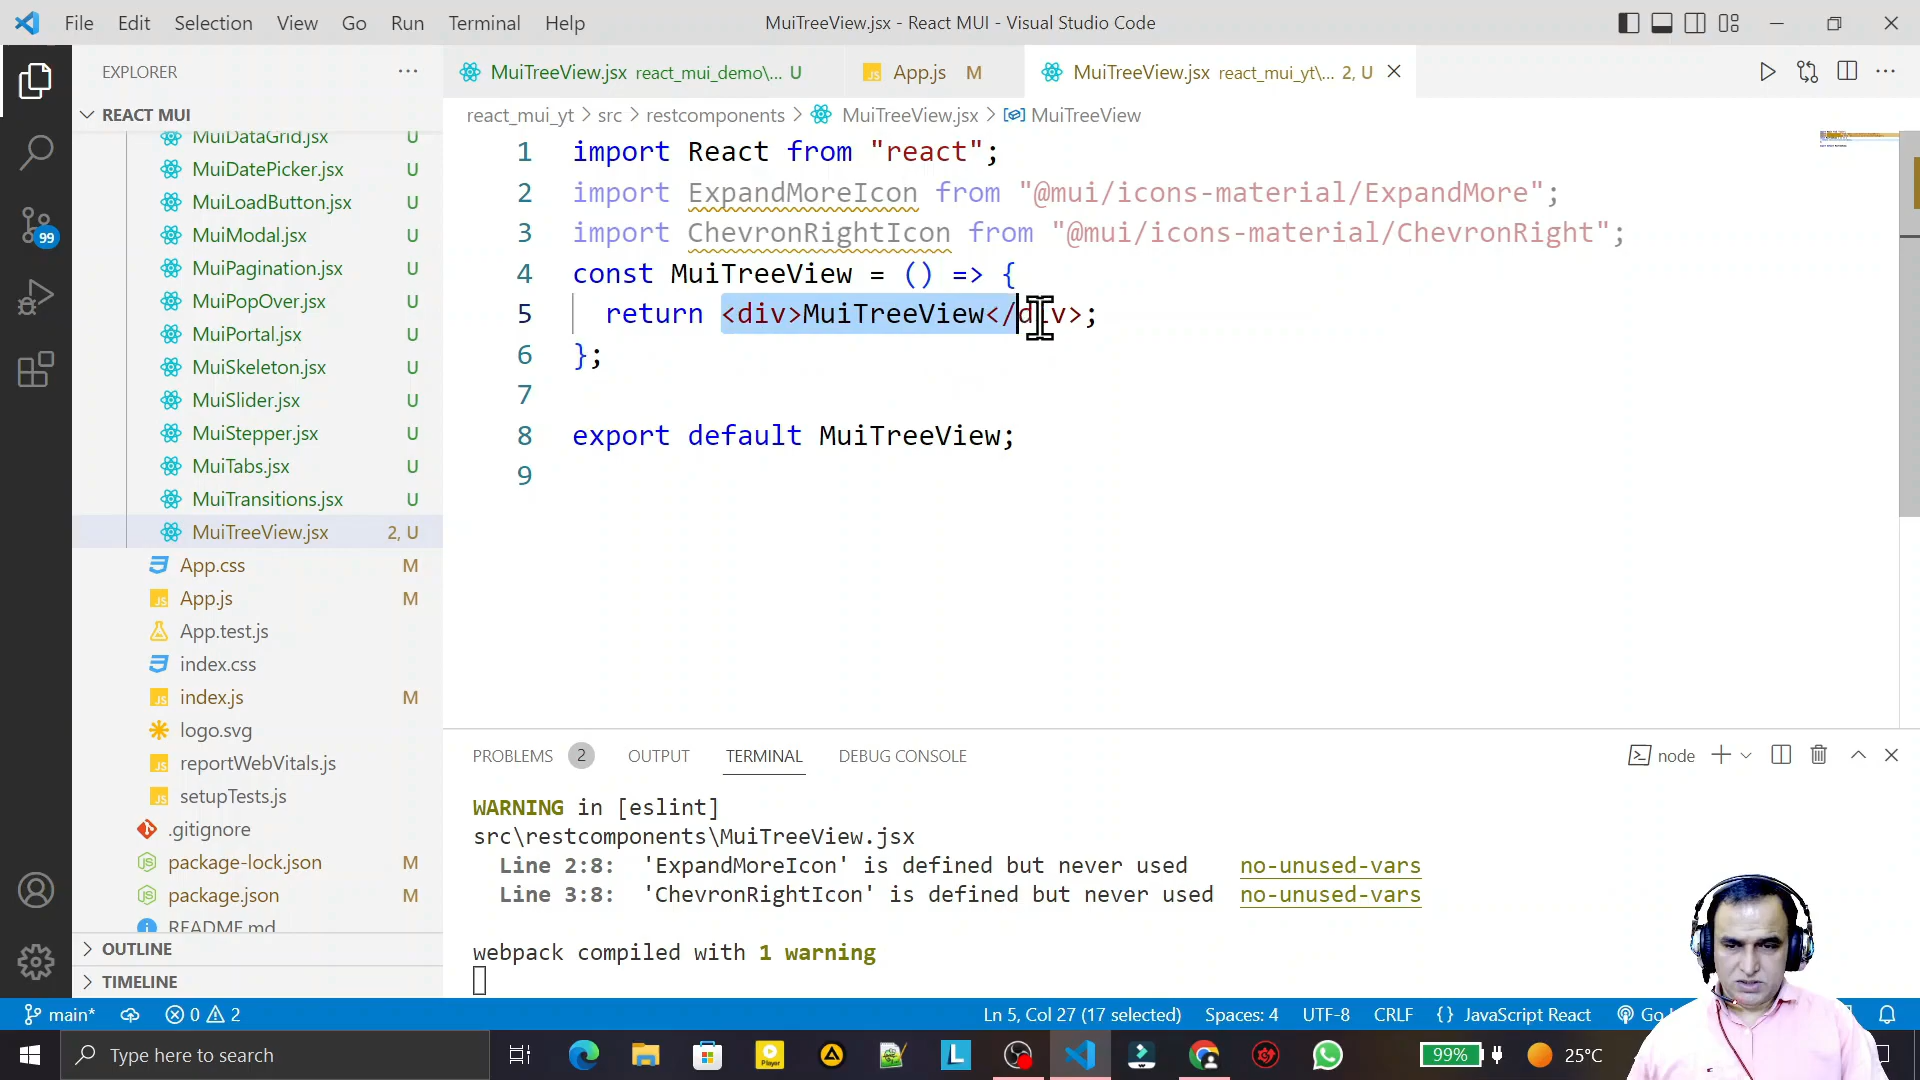 File Edit Selection View Go Run Terminal Help MuiTreeView.jsx - React MUI - Visual Studio Code
EXPLORER
REACT MUI
MuiDataGrid.jsx U
MuiDatePicker.jsx U
MuiLoadButton.jsx U
MuiModal.jsx U
MuiPagination.jsx U
MuiPopOver.jsx U
MuiPortal.jsx U
MuiSkeleton.jsx U
MuiSlider.jsx U
MuiStepper.jsx U
MuiTabs.jsx U
MuiTransitions.jsx U
MuiTreeView.jsx 2, U
App.css M
App.js M
App.test.js
index.css
index.js M
logo.svg
reportWebVitals.js
setupTests.js
.gitignore
package-lock.json M
package.json M
README.md
OUTLINE
TIMELINE
99
MuiTreeView.jsx react_mui_demo\... U App.js M MuiTreeView.jsx react_mui_yt\... 2, U
react_mui_yt > src > restcomponents > MuiTreeView.jsx > MuiTreeView
1 import React from "react";
2 import ExpandMoreIcon from "@mui/icons-material/ExpandMore";
3 import ChevronRightIcon from "@mui/icons-material/ChevronRight";
4 const MuiTreeView = () => {
5 return <div>MuiTreeView</div>;
6 };
7
8 export default MuiTreeView;
9
PROBLEMS 2 OUTPUT TERMINAL DEBUG CONSOLE node
WARNING in [eslint]
src\restcomponents\MuiTreeView.jsx
Line 2:8: 'ExpandMoreIcon' is defined but never used no-unused-vars
Line 3:8: 'ChevronRightIcon' is defined but never used no-unused-vars
webpack compiled with 1 warning
main* 0 2 Ln 5, Col 27 (17 selected) Spaces: 4 UTF-8 CRLF {} JavaScript React Go
Type here to search Player L 99% 25°C